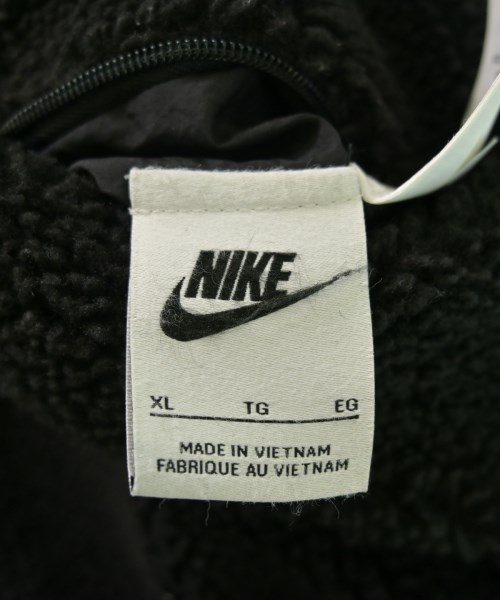 NIKE
XL TG EG
MADE IN VIETNAM
FABRIQUE AU VIETNAM